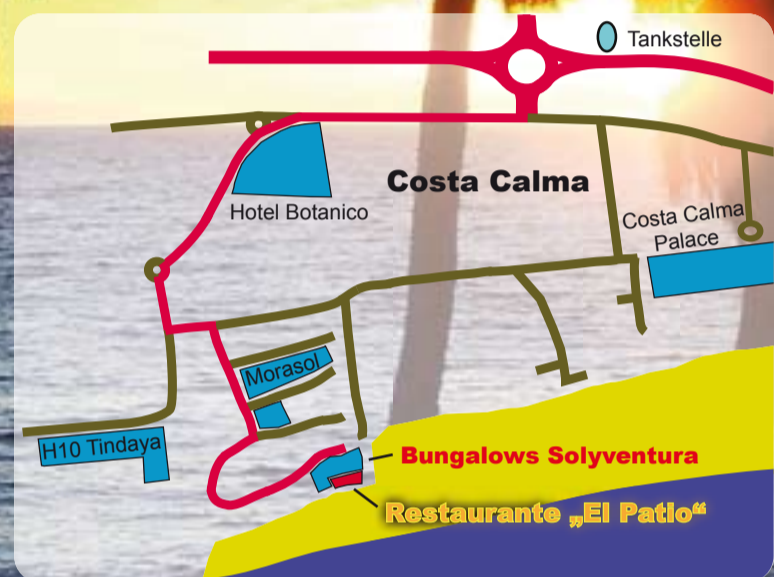 Tankstelle
Costa Calma
Hotel Botanico
Costa Calma
Palace
Morasol
H10 Tindaya
Bungalows Solyventura
Restaurante „El Patio“